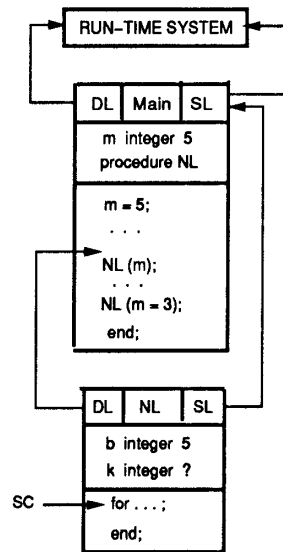 RUN-TIME SYSTEM
DL Main SL
m integer 5
procedure NL
m = 5;
. . .
NL (m);
. . .
NL (m = 3);
end;
DL NL SL
b integer 5
k integer ?
SC for . . . ;
end;